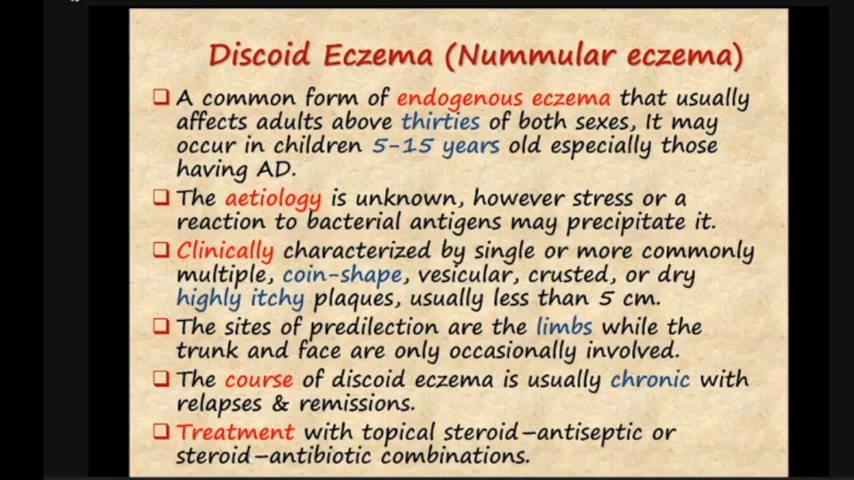 Discoid Eczema (Nummular eczema)
❑ A common form of endogenous eczema that usually
affects adults above thirties of both sexes, It may
occur in children 5-15 years old especially those
having AD.
❑ The aetiology is unknown, however stress or a
reaction to bacterial antigens may precipitate it.
❑ Clinically characterized by single or more commonly
multiple, coin-shape, vesicular, crusted, or dry
highly itchy plaques, usually less than 5 cm.
❑ The sites of predilection are the limbs while the
trunk and face are only occasionally involved.
❑ The course of discoid eczema is usually chronic with
relapses & remissions.
❑ Treatment with topical steroid–antiseptic or
steroid–antibiotic combinations.